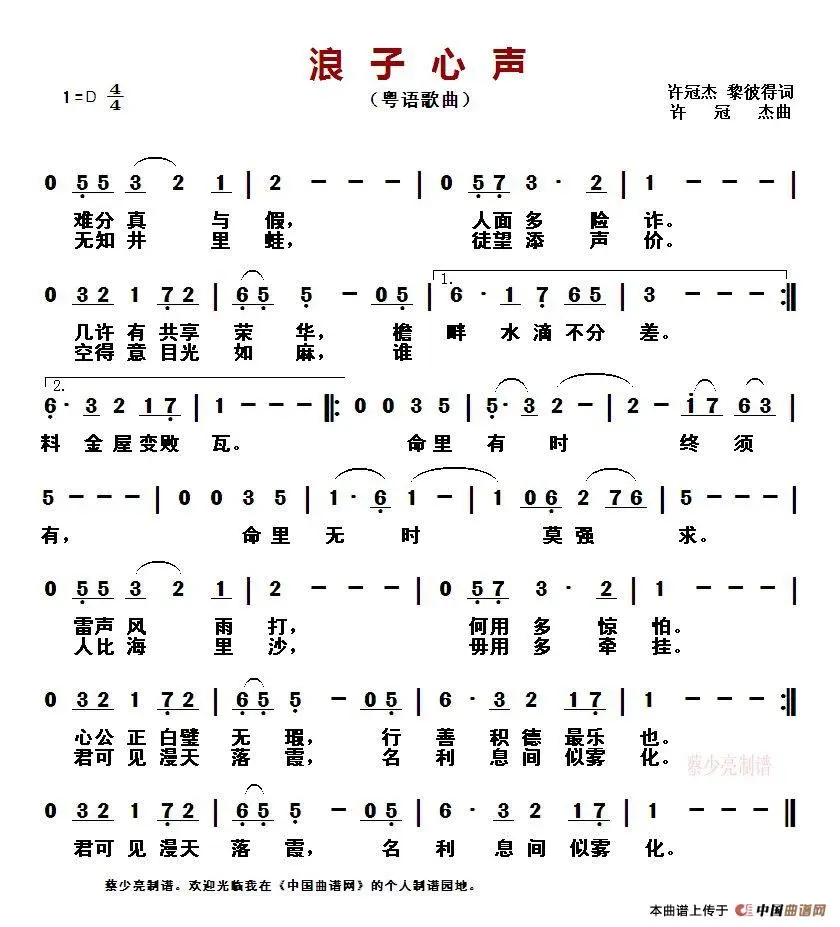 浪子心声
1=D 4/4
（粤语歌曲）
许冠杰 黎彼得词
许冠杰曲
0 5 5 3 2 1 | 2 - - - | 0 5 7 3 · 2 | 1 - - - |
难分真与假， 人面多险诈。
无知井里蛙， 徒望添声价。
0 3 2 1 7 2 | 6 5 5 - 0 5 | 1. 6 · 1 7 6 5 | 3 - - :||
几许有共享荣华， 檐畔水滴不分差。
空得意目光如麻， 谁
2. 6 · 3 2 1 7 | 1 - - - ||: 0 0 3 5 | 5 · 3 2 - | 2 - i 7 6 3 |
料金屋变败瓦。 命里有时终须
5 - - - | 0 0 3 5 | 1 · 6 1 - | 1 0 6 2 7 6 | 5 - - - |
有， 命里无时莫强求。
0 5 5 3 2 1 | 2 - - - | 0 5 7 3 · 2 | 1 - - - |
雷声风雨打， 何用多惊怕。
人比海里沙， 毋用多牵挂。
0 3 2 1 7 2 | 6 5 5 - 0 5 | 6 · 3 2 1 7 | 1 - - :||
心公正白璧无瑕， 行善积德最乐也。
君可见漫天落霞， 名利息间似雾化。
蔡少亮制谱
0 3 2 1 7 2 | 6 5 5 - 0 5 | 6 · 3 2 1 7 | 1 - - ||
君可见漫天落霞， 名利息间似雾化。
蔡少亮制谱。欢迎光临我在《中国曲谱网》的个人制谱园地。
本曲谱上传于 中国曲谱网